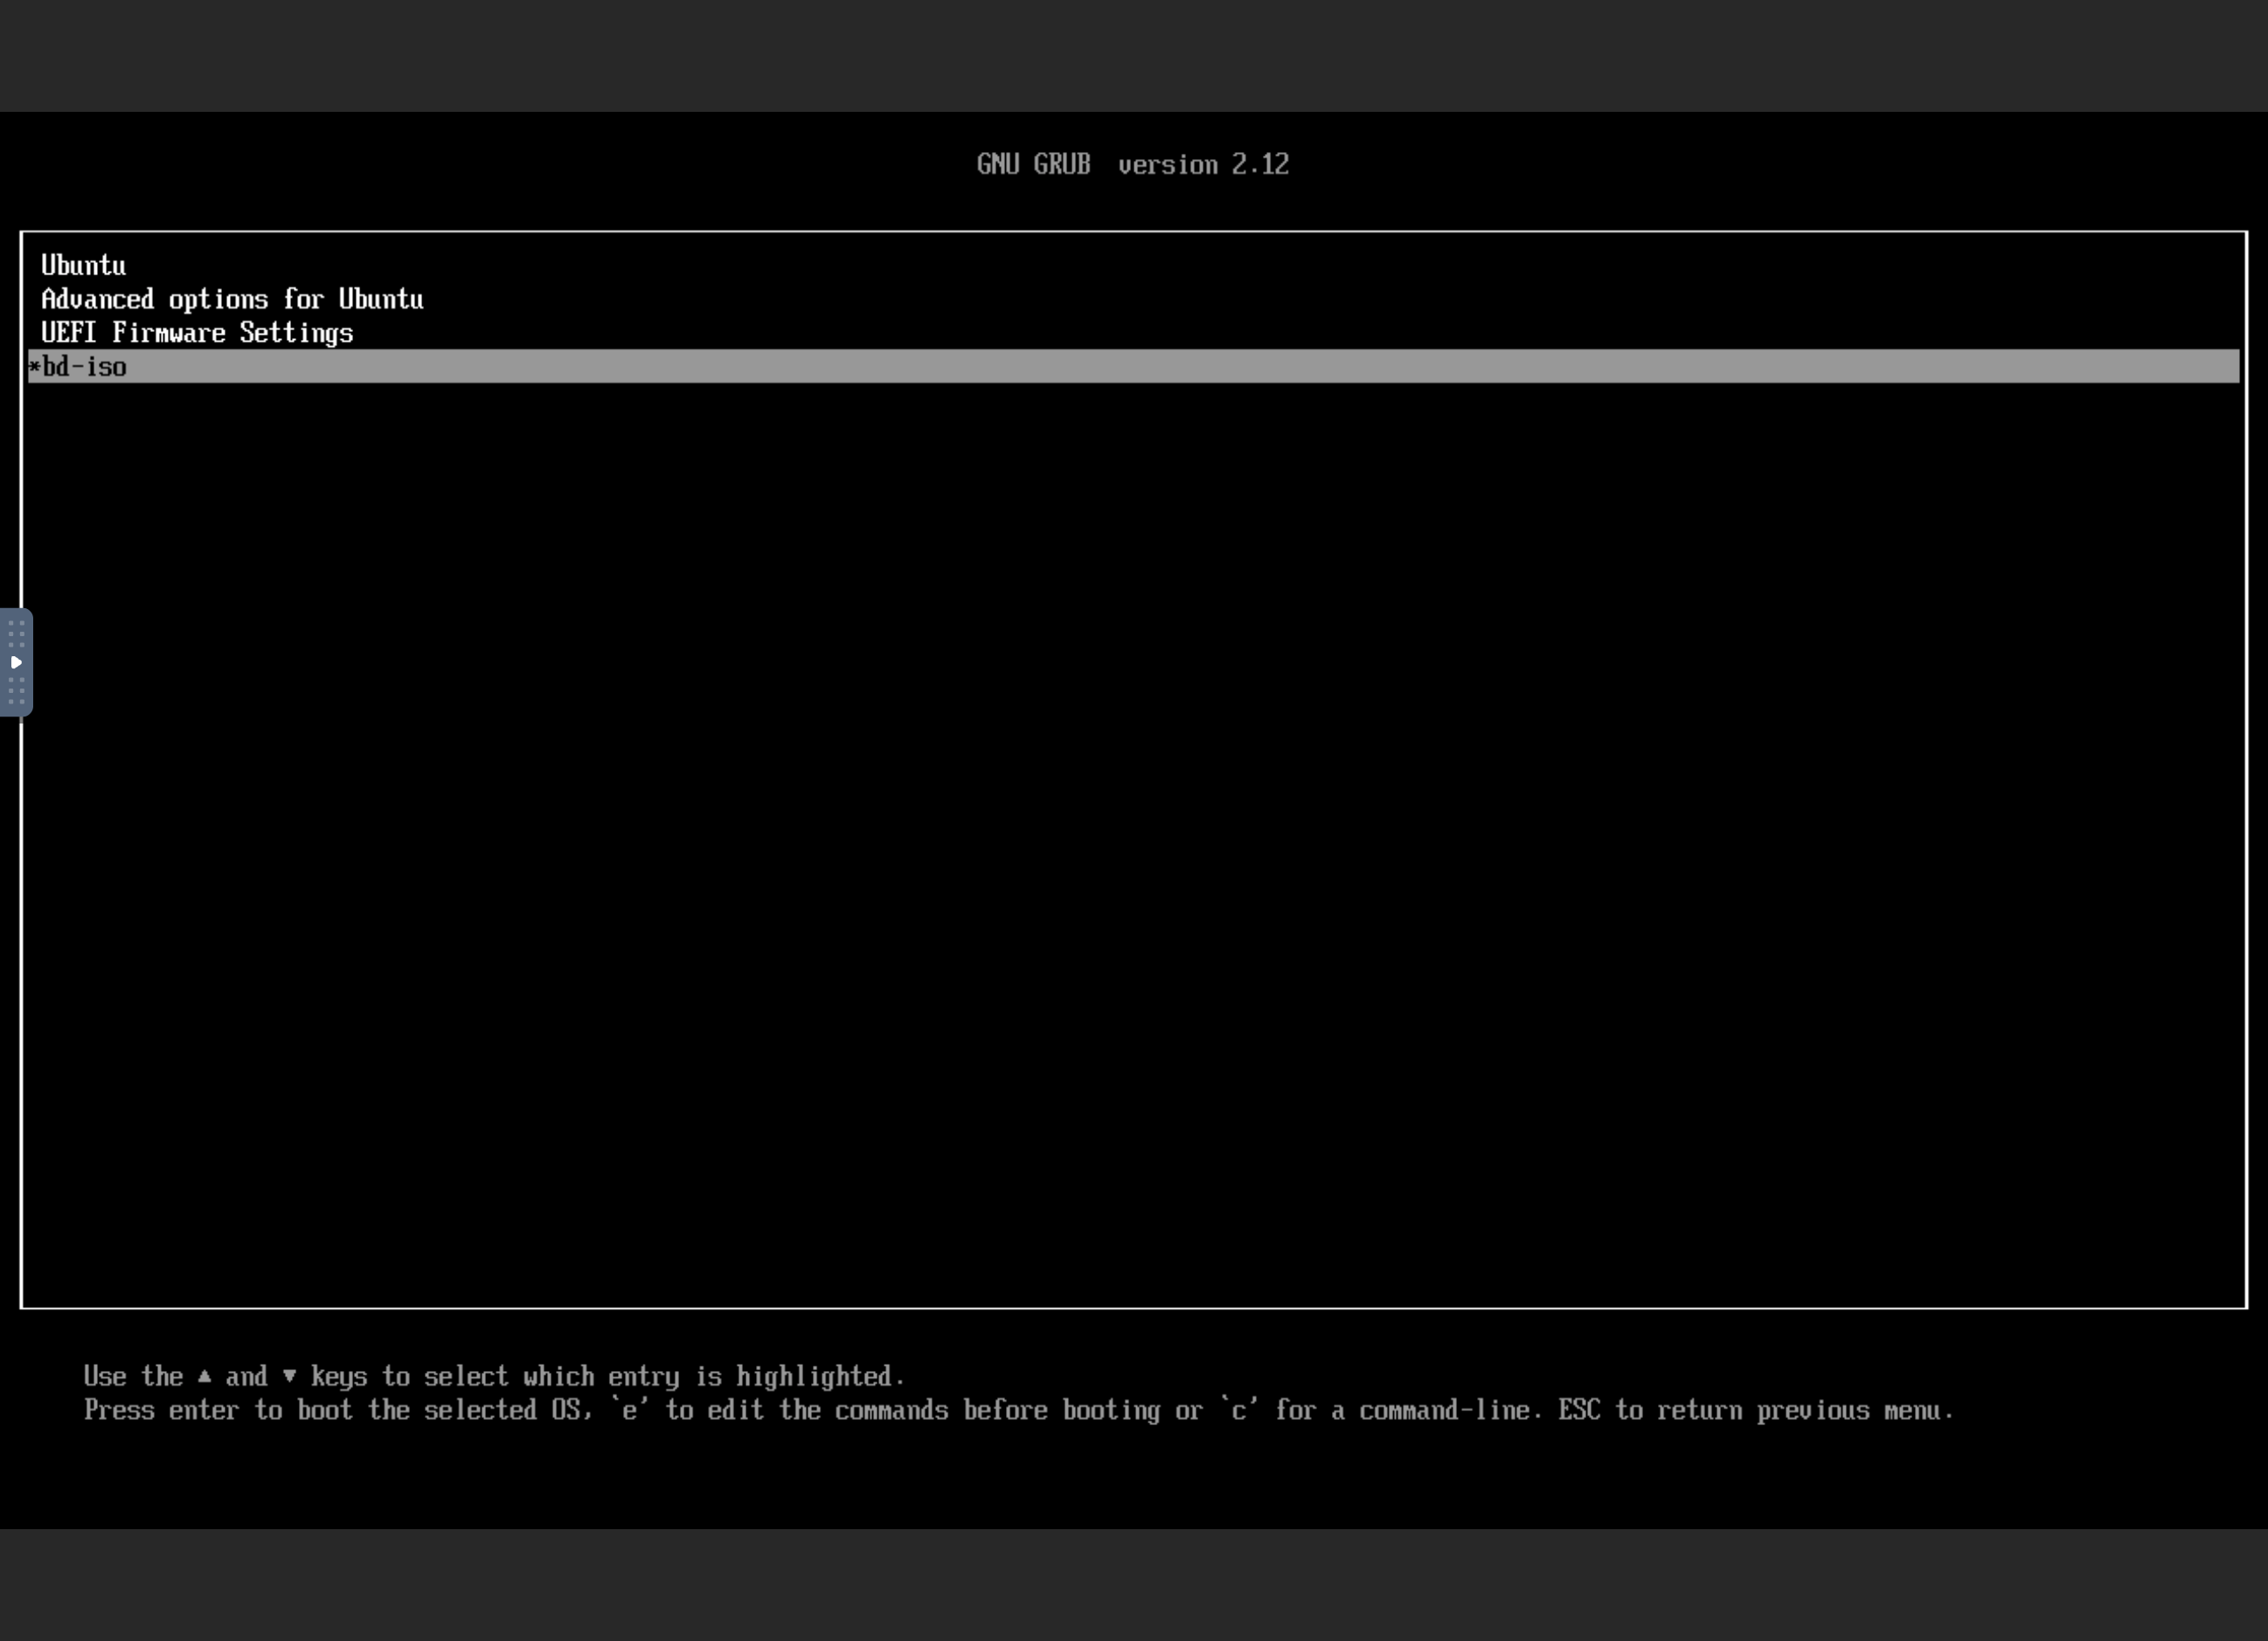 GNU GRUB  version 2.12
Ubuntu
Advanced options for Ubuntu
UEFI Firmware Settings
*bd-iso
Use the ▲ and ▼ keys to select which entry is highlighted.
Press enter to boot the selected OS, `e' to edit the commands before booting or `c' for a command-line. ESC to return previous menu.